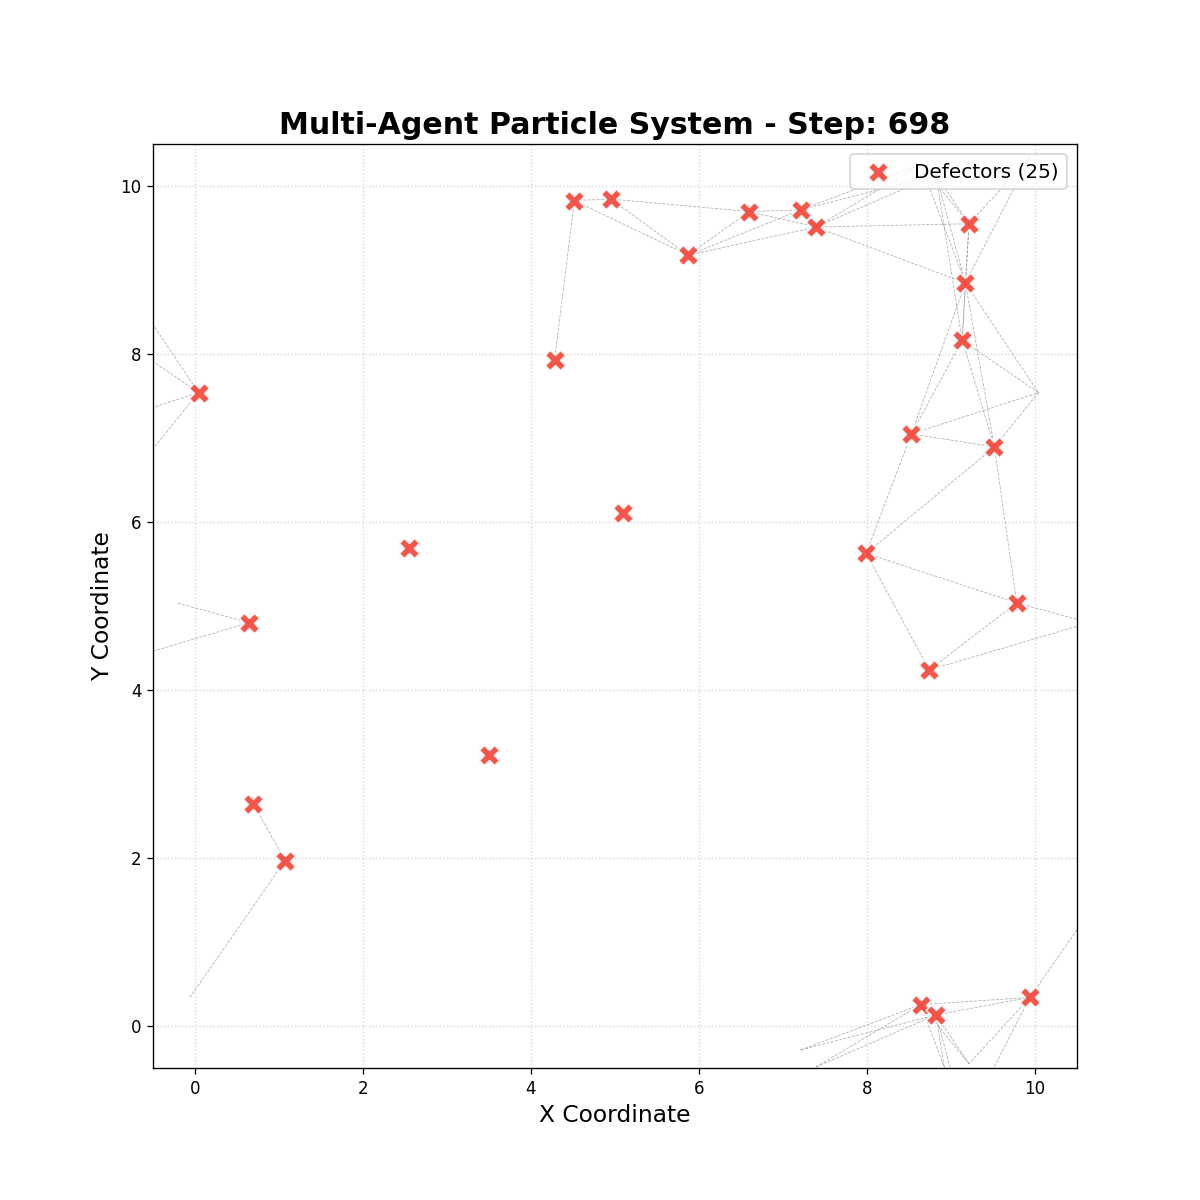 Multi-Agent Particle System - Step: 698
Defectors (25)
10
8
6
4
2
0
Y Coordinate
0 2 4 6 8 10
X Coordinate